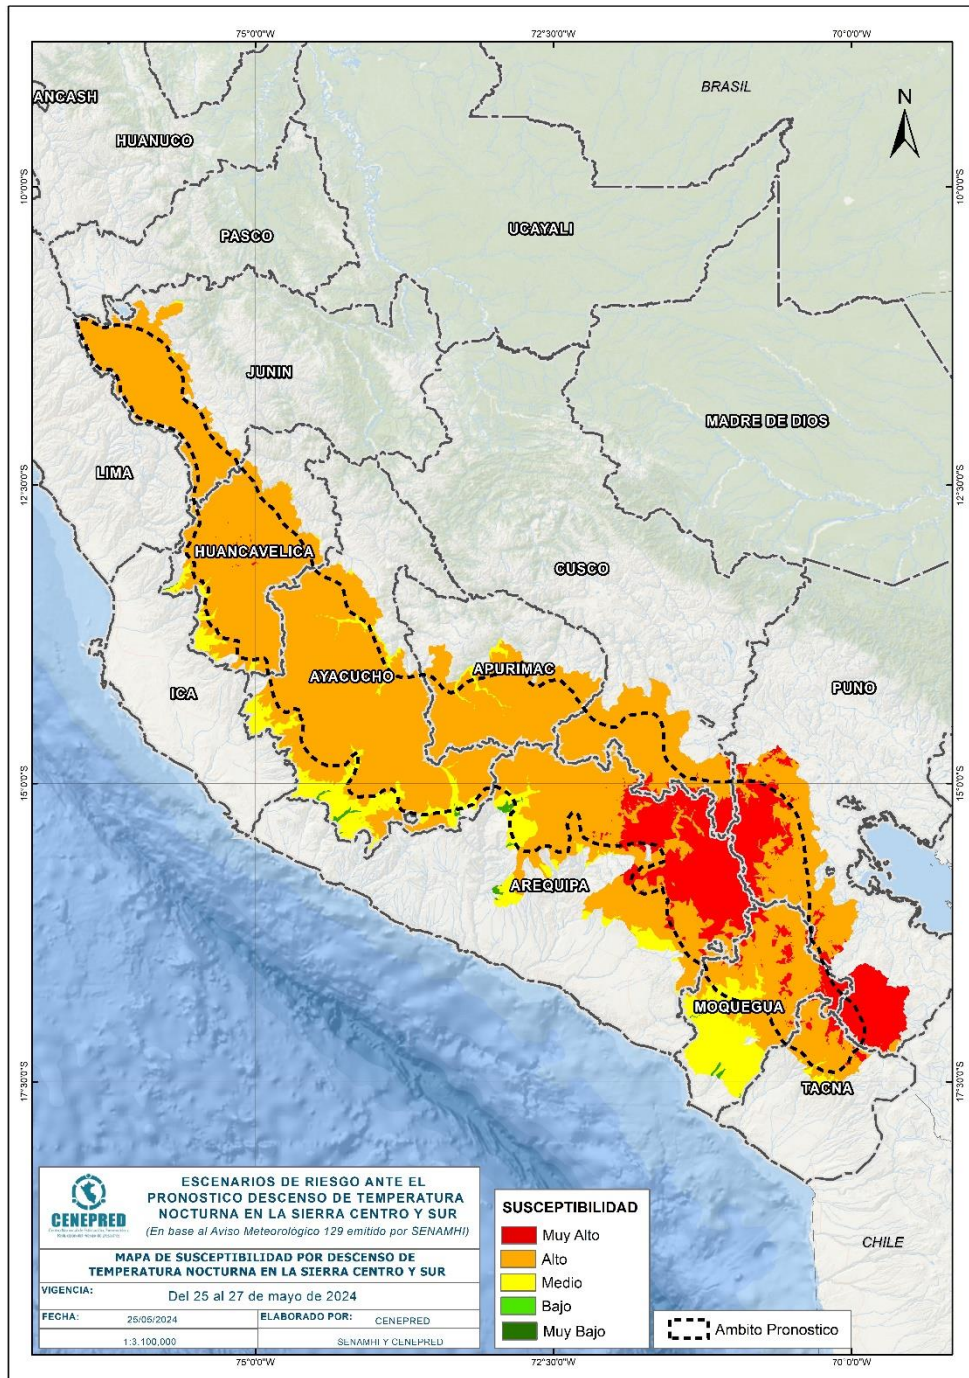 75°0'0"W
72°30'0"W
70°0'0"W
BRASIL
ANCASH
N
HUANUCO
10°0'0"S
10°0'0"S
UCAYALI
PASCO
JUNIN
MADRE DE DIOS
LIMA
12°30'0"S
12°30'0"S
HUANCAVELICA
CUSCO
APURIMAC
AYACUCHO
PUNO
ICA
15°0'0"S
15°0'0"S
AREQUIPA
MOQUEGUA
17°30'0"S
17°30'0"S
TACNA
CENEPRED
ESCENARIOS DE RIESGO ANTE EL
PRONOSTICO DESCENSO DE TEMPERATURA
NOCTURNA EN LA SIERRA CENTRO Y SUR
(En base al Aviso Meteorológico 129 emitido por SENAMHI)
MAPA DE SUSCEPTIBILIDAD POR DESCENSO DE
TEMPERATURA NOCTURNA EN LA SIERRA CENTRO Y SUR
VIGENCIA:
Del 25 al 27 de mayo de 2024
FECHA: 25/05/2024 ELABORADO POR: CENEPRED
1:3.100,000 SENAMHI Y CENEPRED
SUSCEPTIBILIDAD
Muy Alto
Alto
Medio
Bajo
Muy Bajo
Ambito Pronostico
CHILE
75°0'0"W
72°30'0"W
70°0'0"W